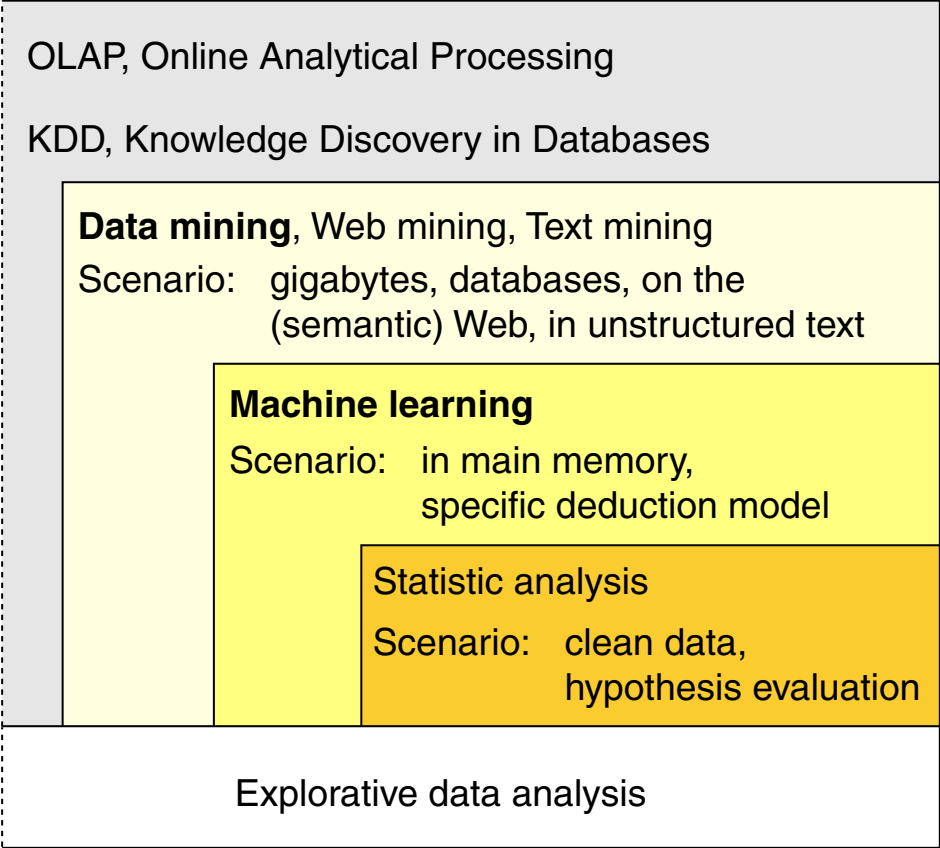 OLAP, Online Analytical Processing
KDD, Knowledge Discovery in Databases
Data mining, Web mining, Text mining
Scenario: gigabytes, databases, on the
(semantic) Web, in unstructured text
Machine learning
Scenario: in main memory,
specific deduction model
Statistic analysis
Scenario: clean data,
hypothesis evaluation
Explorative data analysis